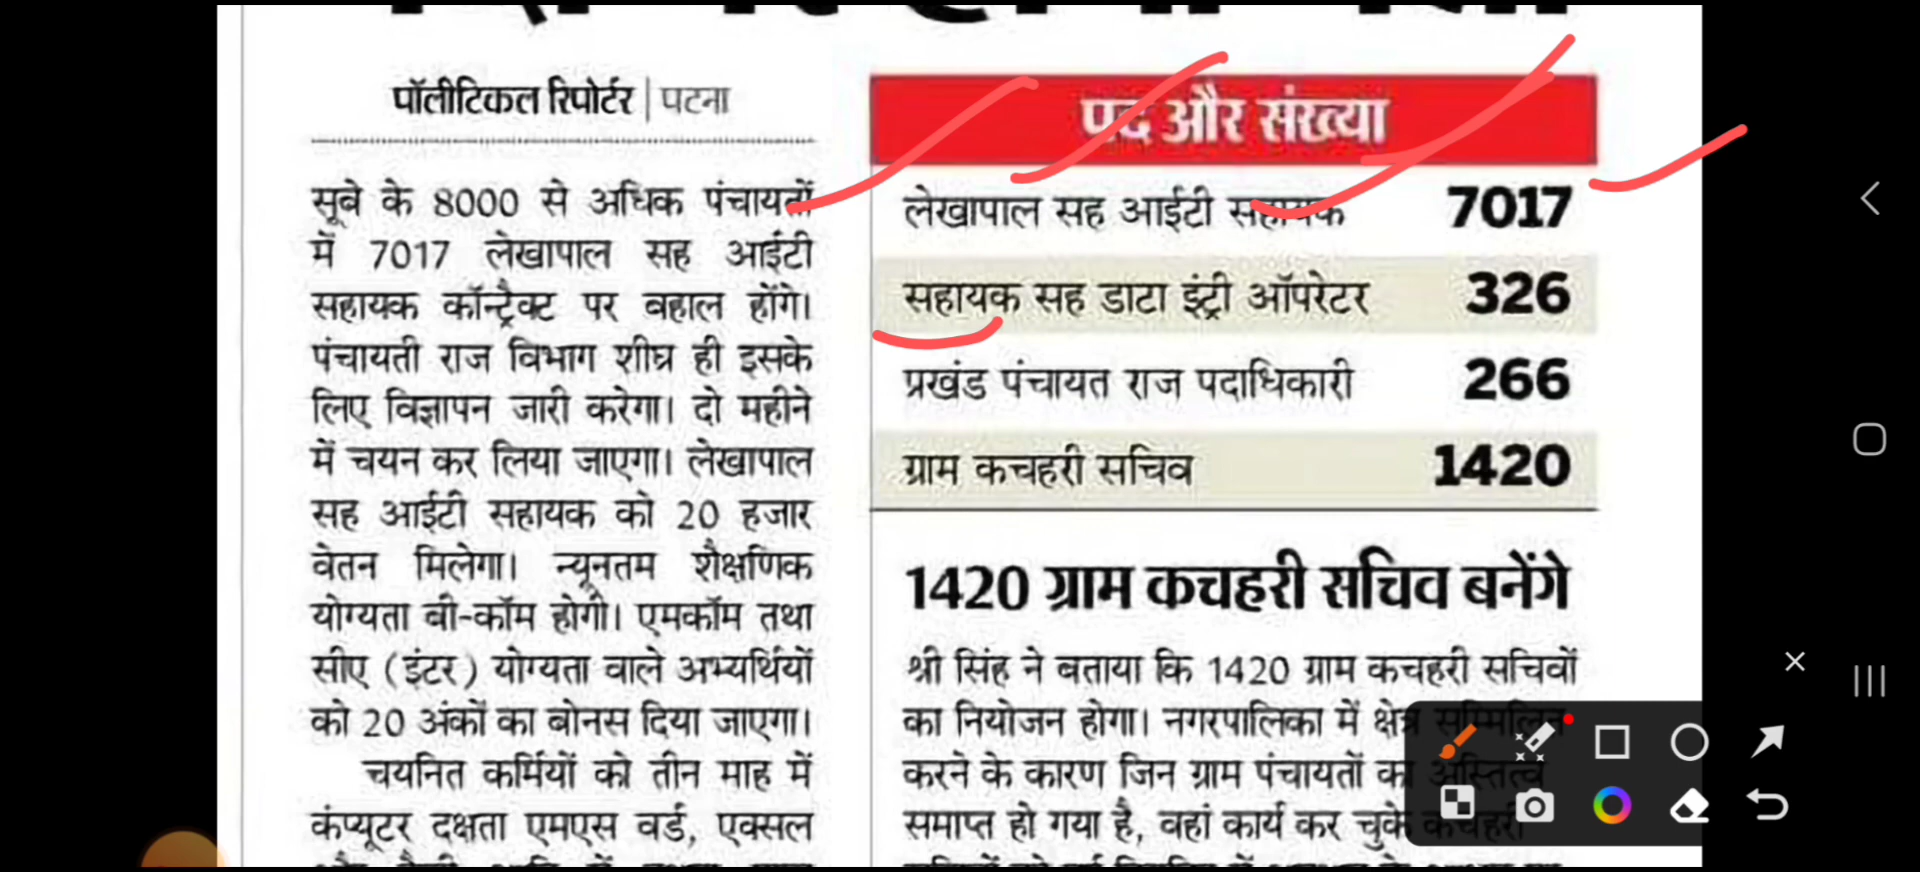 पॉलीटिकल रिपोर्टर | पटना
सूबे के 8000 से अधिक पंचायतों
में 7017 लेखापाल सह आईटी
सहायक कॉन्ट्रैक्ट पर बहाल होंगे।
पंचायती राज विभाग शीघ्र ही इसके
लिए विज्ञापन जारी करेगा। दो महीने
में चयन कर लिया जाएगा। लेखापाल
सह आईटी सहायक को 20 हजार
वेतन मिलेगा। न्यूनतम शैक्षणिक
योग्यता बी-कॉम होगी। एमकॉम तथा
सीए (इंटर) योग्यता वाले अभ्यर्थियों
को 20 अंकों का बोनस दिया जाएगा।
चयनित कर्मियों को तीन माह में
कंप्यूटर दक्षता एमएस वर्ड, एक्सल
पद और संख्या
लेखापाल सह आईटी सहायक 7017
सहायक सह डाटा इंट्री ऑपरेटर 326
प्रखंड पंचायत राज पदाधिकारी 266
ग्राम कचहरी सचिव 1420
1420 ग्राम कचहरी सचिव बनेंगे
श्री सिंह ने बताया कि 1420 ग्राम कचहरी सचिवों
का नियोजन होगा। नगरपालिका में क्षेत्र सम्मिलित
करने के कारण जिन ग्राम पंचायतों का अस्तित्व
समाप्त हो गया है, वहां कार्य कर चुके कचहरी